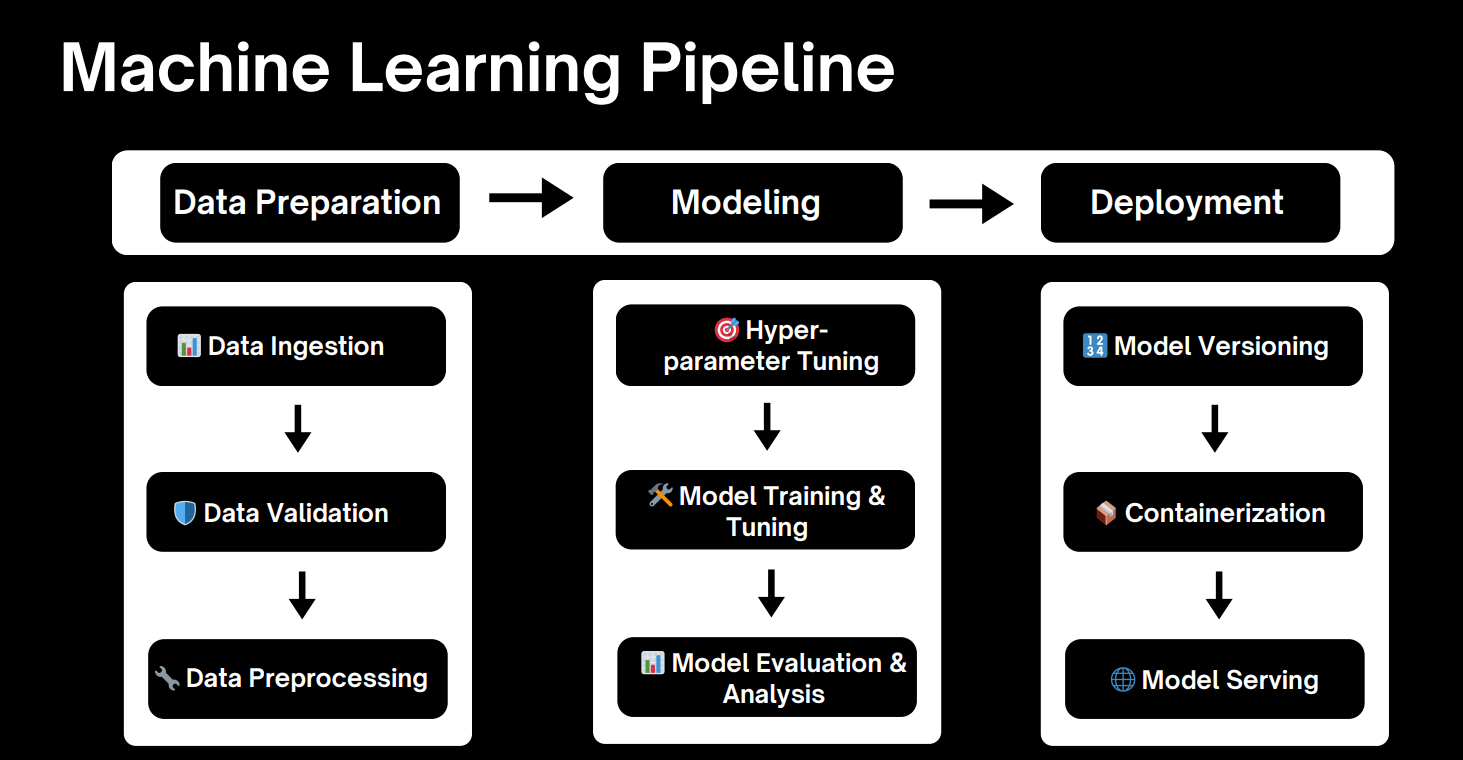 Machine Learning Pipeline
Data Preparation
Modeling
Deployment
📊 Data Ingestion
🛡️ Data Validation
🔧 Data Preprocessing
🎯 Hyper-
parameter Tuning
🛠️ Model Training &
Tuning
📊 Model Evaluation &
Analysis
🔢 Model Versioning
📦 Containerization
🌐 Model Serving